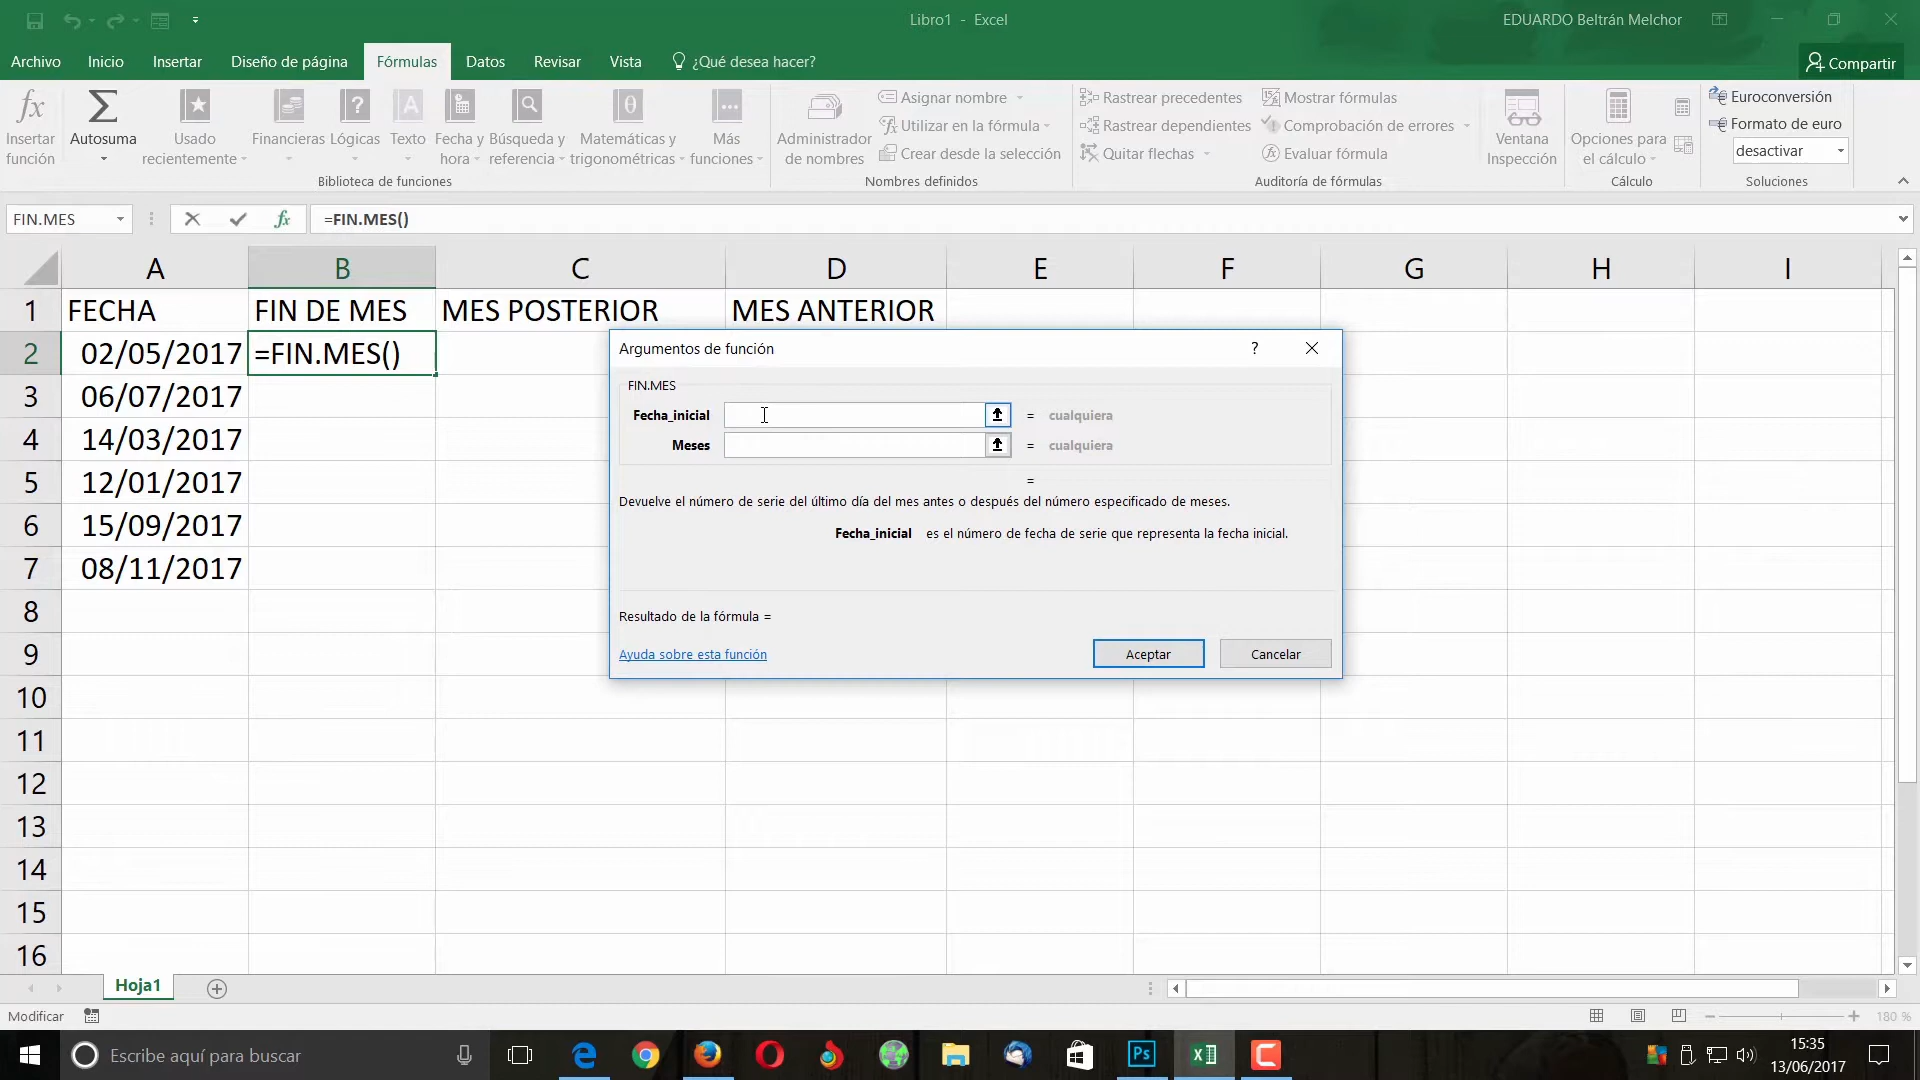 Libro1 - Excel
EDUARDO Beltrán Melchor
Archivo Inicio Insertar Diseño de página Fórmulas Datos Revisar Vista ¿Qué desea hacer? Compartir
Insertar función
Autosuma
Usado recientemente
Financieras
Lógicas
Texto
Fecha y hora
Búsqueda y referencia
Matemáticas y trigonométricas
Más funciones
Biblioteca de funciones
Administrador de nombres
Asignar nombre
Utilizar en la fórmula
Crear desde la selección
Nombres definidos
Rastrear precedentes
Rastrear dependientes
Quitar flechas
Mostrar fórmulas
Comprobación de errores
Evaluar fórmula
Auditoría de fórmulas
Ventana Inspección
Opciones para el cálculo
Cálculo
Euroconversión
Formato de euro
desactivar
Soluciones
FIN.MES fx =FIN.MES()
A B C D E F G H I
1 FECHA FIN DE MES MES POSTERIOR MES ANTERIOR
2 02/05/2017 =FIN.MES()
3 06/07/2017
4 14/03/2017
5 12/01/2017
6 15/09/2017
7 08/11/2017
8
9
10
11
12
13
14
15
16
Argumentos de función ?
FIN.MES
Fecha_inicial = cualquiera
Meses = cualquiera
=
Devuelve el número de serie del último día del mes antes o después del número especificado de meses.
Fecha_inicial es el número de fecha de serie que representa la fecha inicial.
Resultado de la fórmula =
Ayuda sobre esta función
Aceptar Cancelar
Hoja1
Modificar
180 %
Escribe aquí para buscar
Ps
15:35
13/06/2017